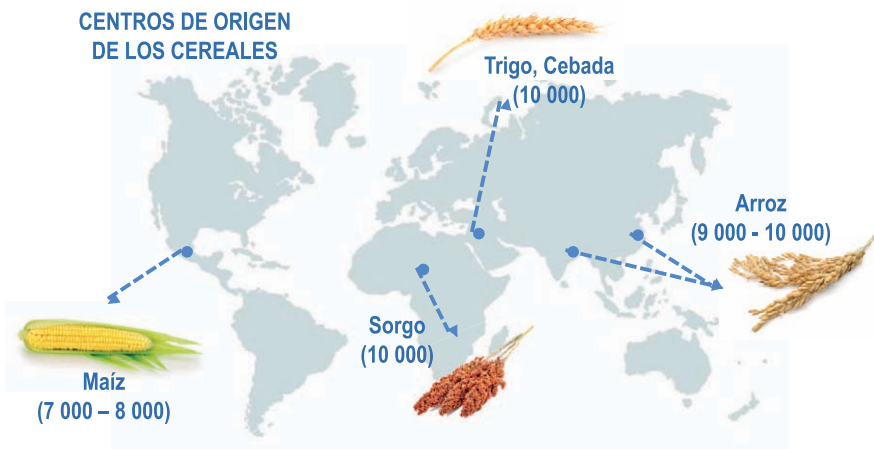 CENTROS DE ORIGEN
DE LOS CEREALES
Trigo, Cebada
(10 000)
Arroz
(9 000 - 10 000)
Sorgo
(10 000)
Maíz
(7 000 – 8 000)